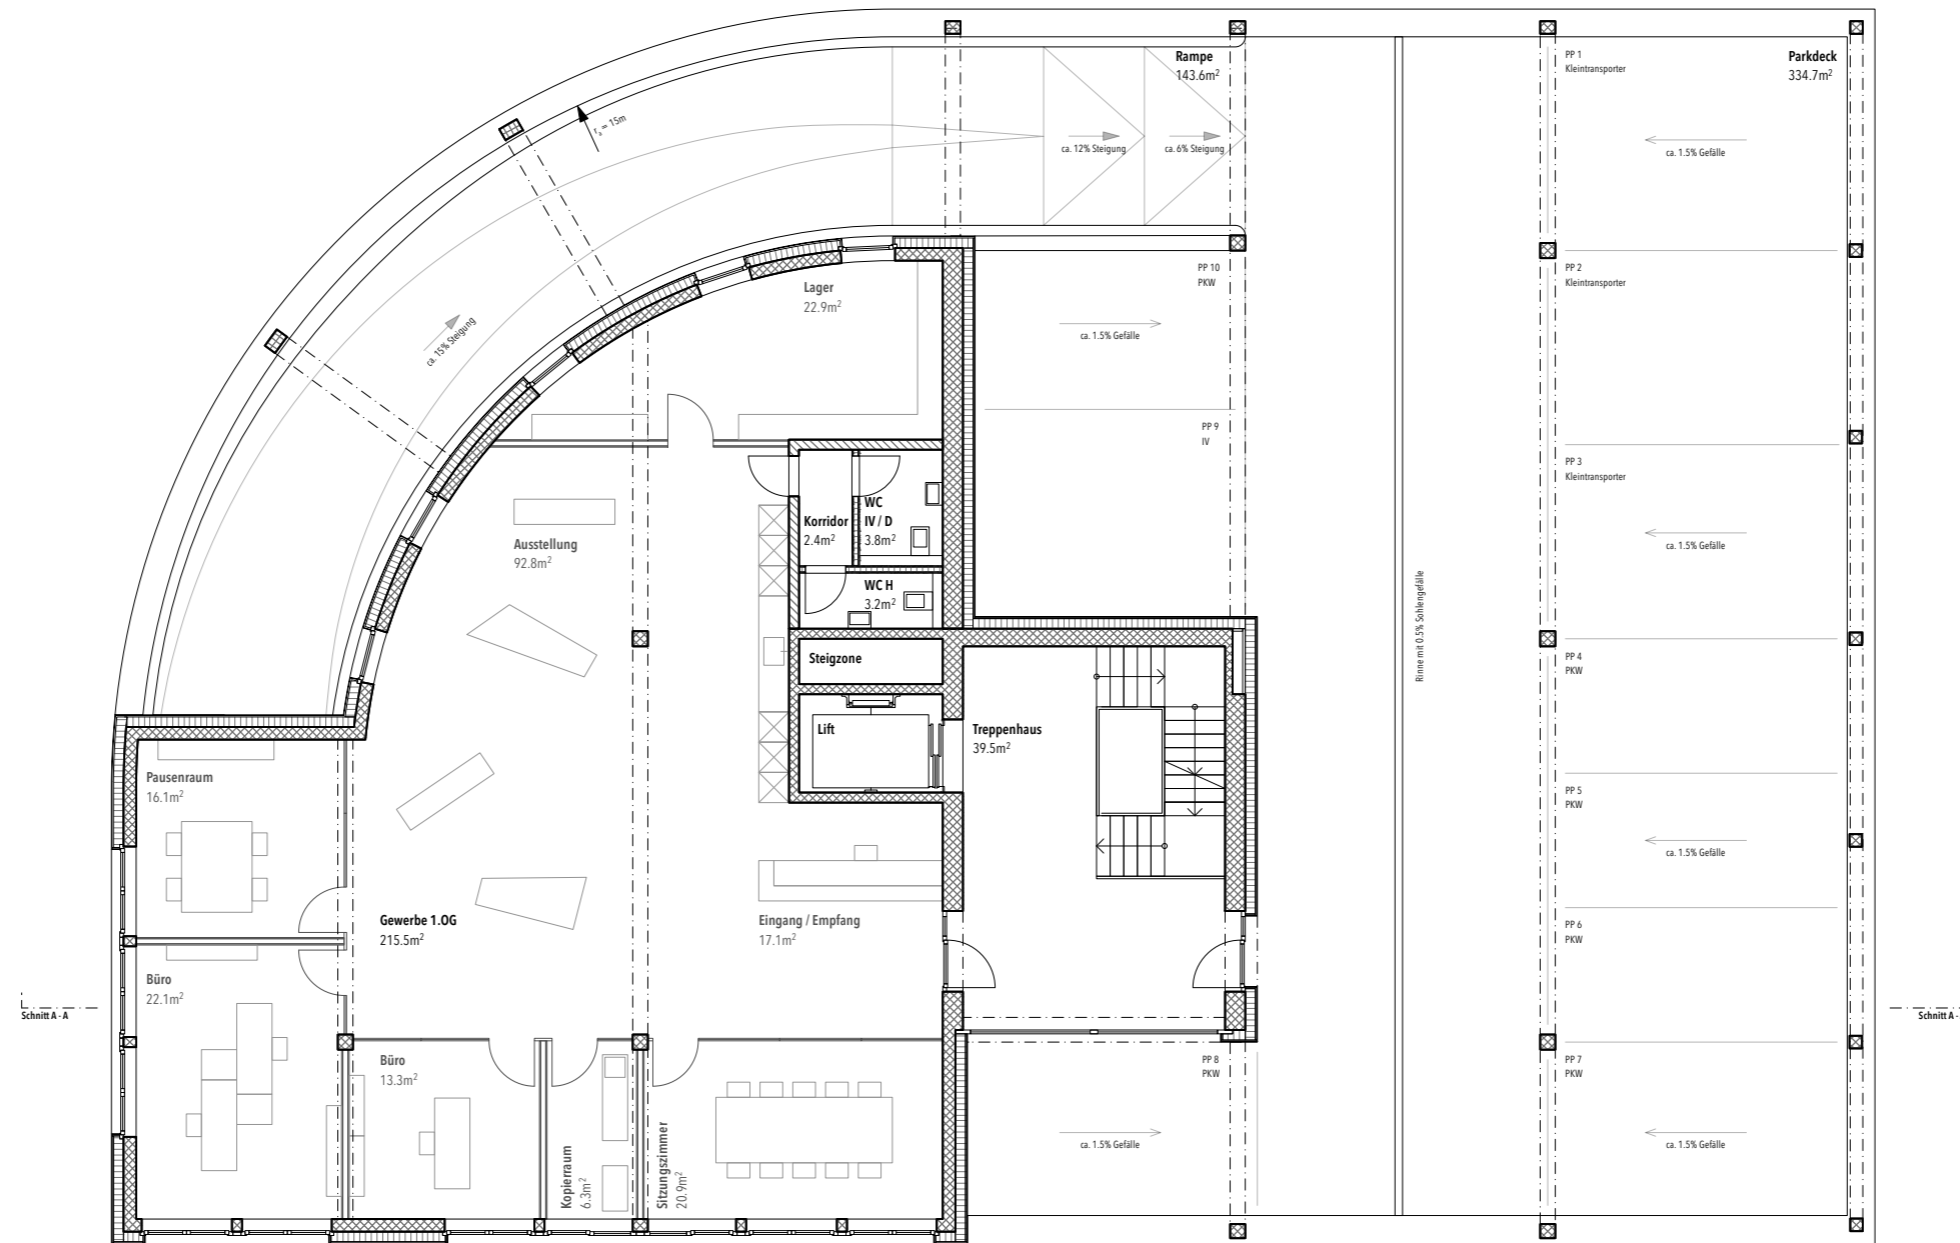 Rampe
143.6m²
PP 1
Kleintransporter
Parkdeck
334.7m²
rₐ = 15m
ca. 12% Steigung
ca. 6% Steigung
ca. 1.5% Gefälle
PP 10
PKW
PP 2
Kleintransporter
Lager
22.9m²
ca. 15% Steigung
ca. 1.5% Gefälle
PP 9
IV
PP 3
Kleintransporter
WC
IV / D
3.8m²
Korridor
2.4m²
Ausstellung
92.8m²
ca. 1.5% Gefälle
WC H
3.2m²
Rinne mit 0.5% Sohlengefälle
Steigzone
PP 4
PKW
Lift
Treppenhaus
39.5m²
Pausenraum
16.1m²
PP 5
PKW
ca. 1.5% Gefälle
Gewerbe 1.OG
215.5m²
Eingang / Empfang
17.1m²
PP 6
PKW
Büro
22.1m²
Schnitt A - A
Schnitt A -
Büro
13.3m²
PP 8
PKW
PP 7
PKW
Kopierraum
6.3m²
Sitzungszimmer
20.9m²
ca. 1.5% Gefälle
ca. 1.5% Gefälle